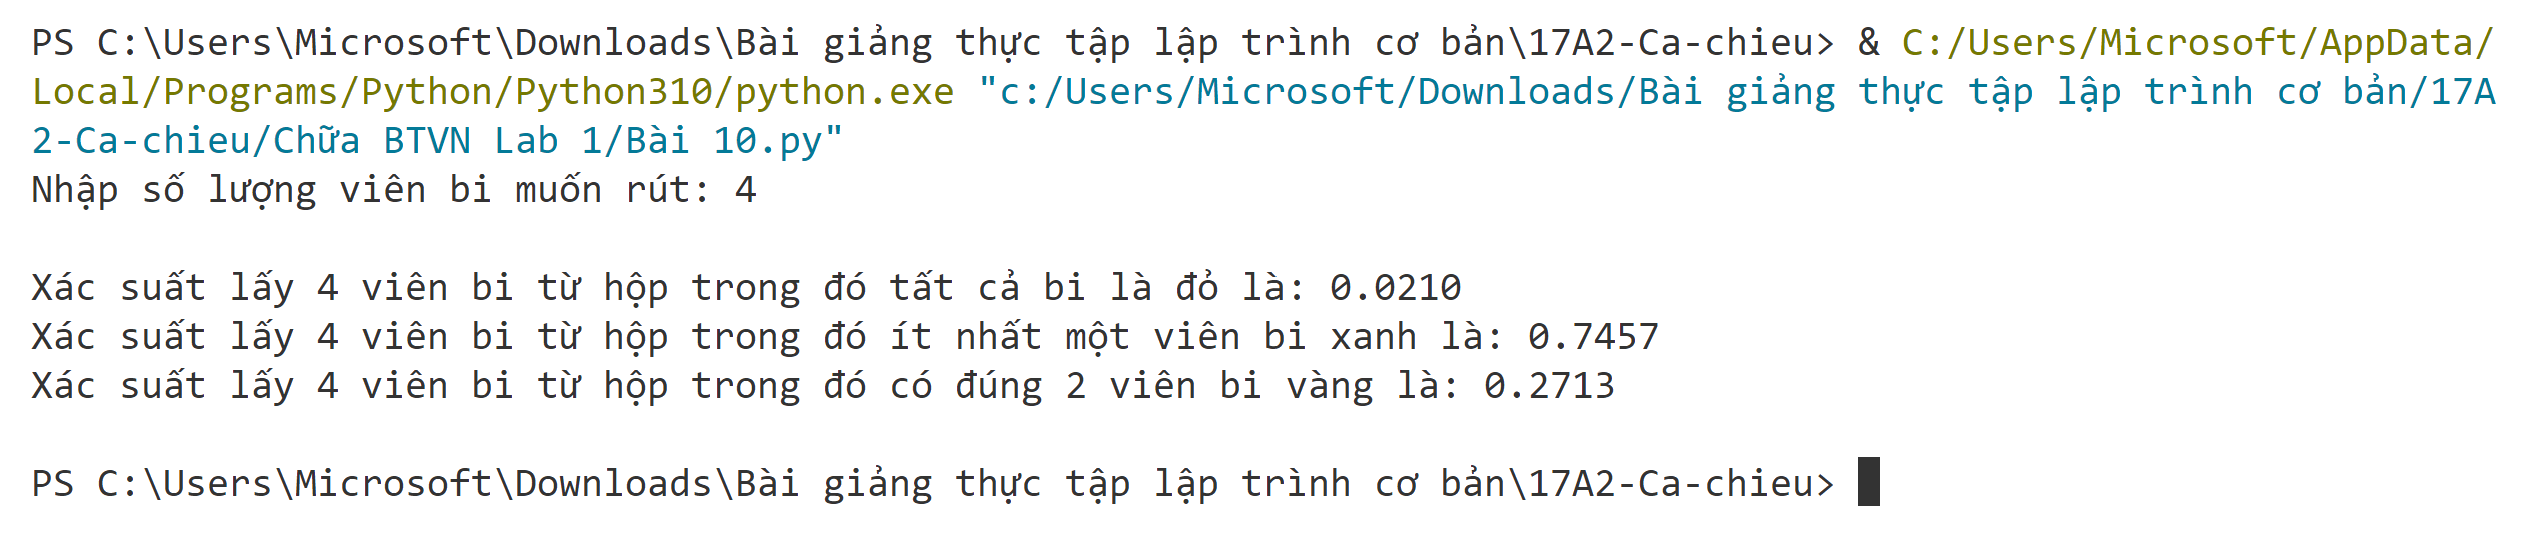 PS C:\Users\Microsoft\Downloads\Bài giảng thực tập lập trình cơ bản\17A2-Ca-chieu> & C:/Users/Microsoft/AppData/
Local/Programs/Python/Python310/python.exe "c:/Users/Microsoft/Downloads/Bài giảng thực tập lập trình cơ bản/17A
2-Ca-chieu/Chữa BTVN Lab 1/Bài 10.py"
Nhập số lượng viên bi muốn rút: 4
Xác suất lấy 4 viên bi từ hộp trong đó tất cả bi là đỏ là: 0.0210
Xác suất lấy 4 viên bi từ hộp trong đó ít nhất một viên bi xanh là: 0.7457
Xác suất lấy 4 viên bi từ hộp trong đó có đúng 2 viên bi vàng là: 0.2713
PS C:\Users\Microsoft\Downloads\Bài giảng thực tập lập trình cơ bản\17A2-Ca-chieu>